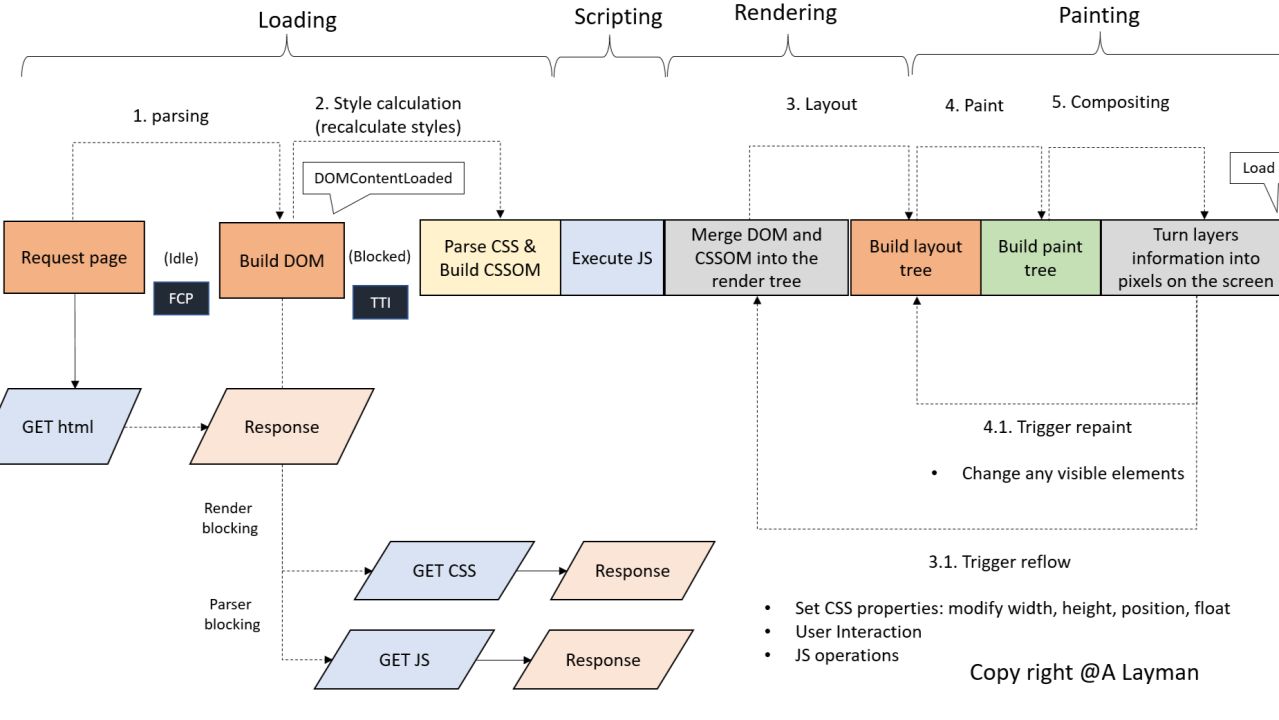 Loading
Scripting
Rendering
Painting
1. parsing
2. Style calculation
(recalculate styles)
3. Layout
4. Paint
5. Compositing
DOMContentLoaded
Load
Request page
(Idle)
FCP
Build DOM
(Blocked)
TTI
Parse CSS &
Build CSSOM
Execute JS
Merge DOM and
CSSOM into the
render tree
Build layout
tree
Build paint
tree
Turn layers
information into
pixels on the screen
GET html
Response
4.1. Trigger repaint
• Change any visible elements
Render
blocking
GET CSS
Response
Parser
blocking
GET JS
Response
3.1. Trigger reflow
• Set CSS properties: modify width, height, position, float
• User Interaction
• JS operations
Copy right @A Layman